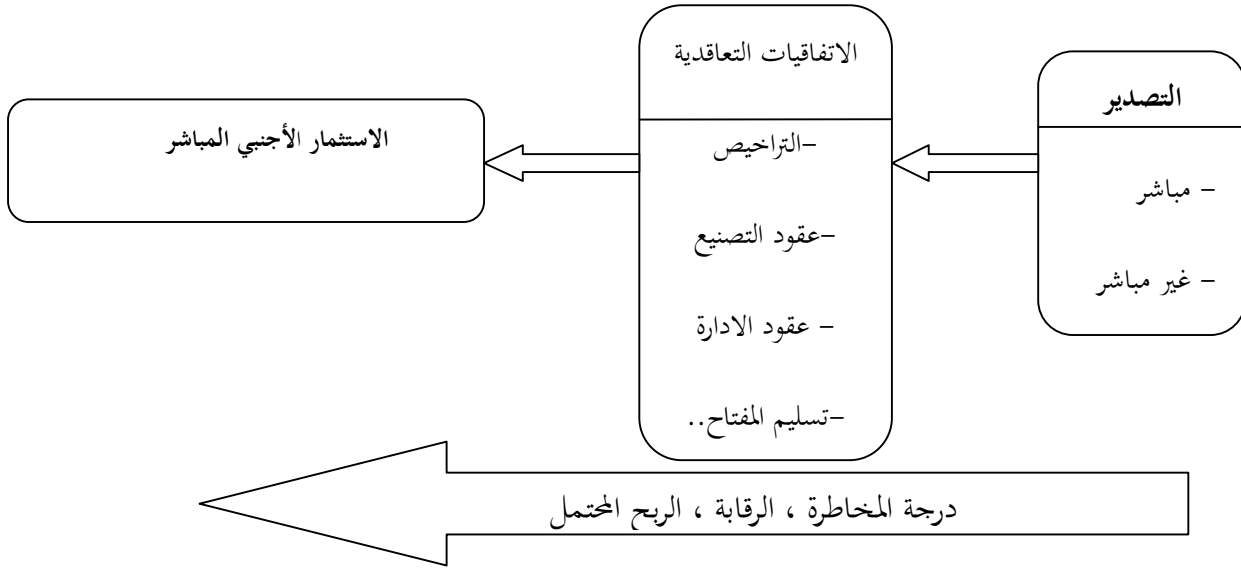 التصدير
– مباشر
– غير مباشر
الاتفاقيات التعاقدية
–التراخيص
–عقود التصنيع
– عقود الادارة
–تسليم المفتاح..
الاستثمار الأجنبي المباشر
درجة المخاطرة ، الرقابة ، الربح المحتمل